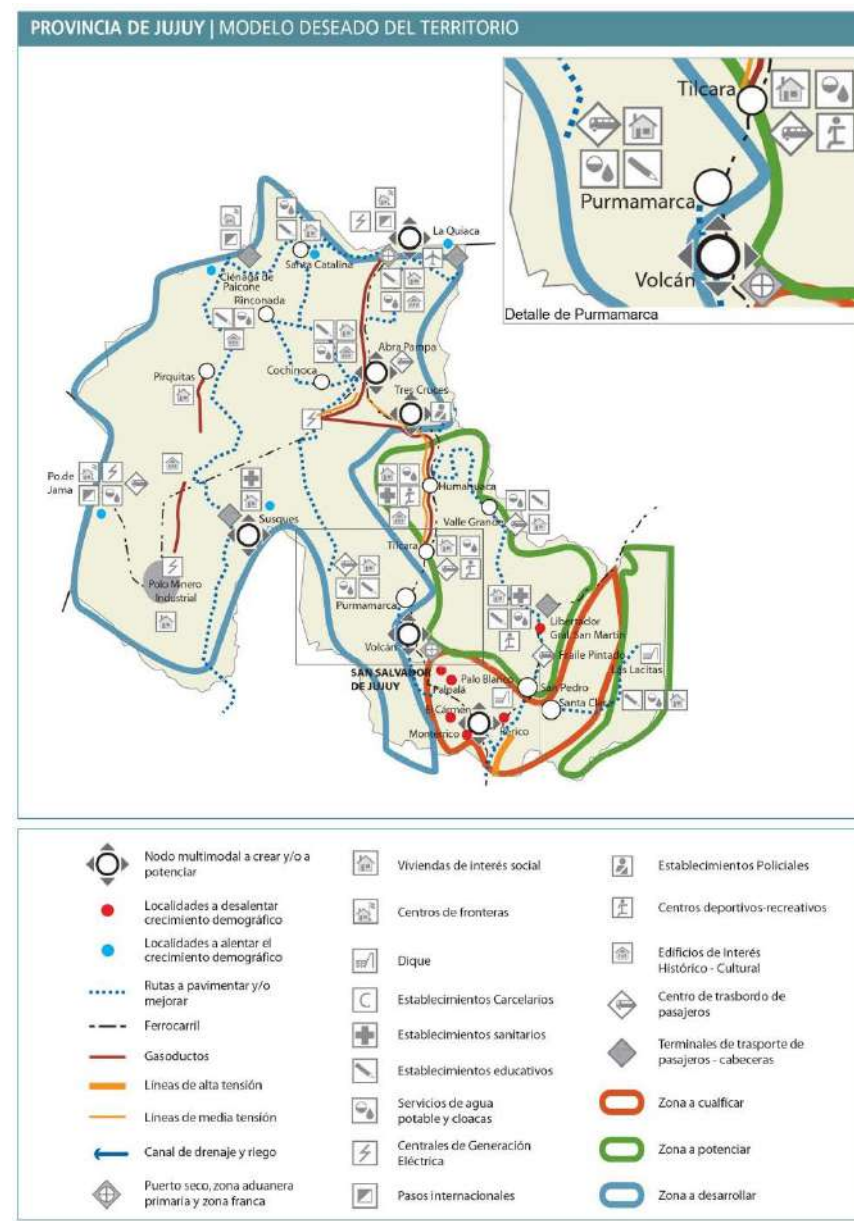 PROVINCIA DE JUJUY | MODELO DESEADO DEL TERRITORIO
Tilcara
Purmamarca
Volcán
Detalle de Purmamarca
La Quiaca
Santa Catalina
Ciénaga de
Paicone
Rinconada
Abra Pampa
Pirquitas
Cochinoca
Tres Cruces
Po.de
Jama
Humahuaca
Valle Grande
Susques
Tilcara
Polo Minero
Industrial
Purmamarca
Libertador
Gral. San Martín
Volcán
Fraile Pintado
Las Lacitas
SAN SALVADOR
DE JUJUY
Palo Blanco
Palpalá
San Pedro
Santa Clara
El Carmen
Monterrico
Perico
Nodo multimodal a crear y/o a
potenciar
Localidades a desalentar
crecimiento demográfico
Localidades a alentar el
crecimiento demográfico
Rutas a pavimentar y/o
mejorar
Ferrocarril
Gasoductos
Líneas de alta tensión
Líneas de media tensión
Canal de drenaje y riego
Puerto seco, zona aduanera
primaria y zona franca
Viviendas de interés social
Centros de fronteras
Dique
C
Establecimientos Carcelarios
Establecimientos sanitarios
Establecimientos educativos
Servicios de agua
potable y cloacas
Centrales de Generación
Eléctrica
Pasos internacionales
Establecimientos Policiales
Centros deportivos-recreativos
Edificios de Interés
Histórico - Cultural
Centro de trasbordo de
pasajeros
Terminales de trasporte de
pasajeros - cabeceras
Zona a cualificar
Zona a potenciar
Zona a desarrollar